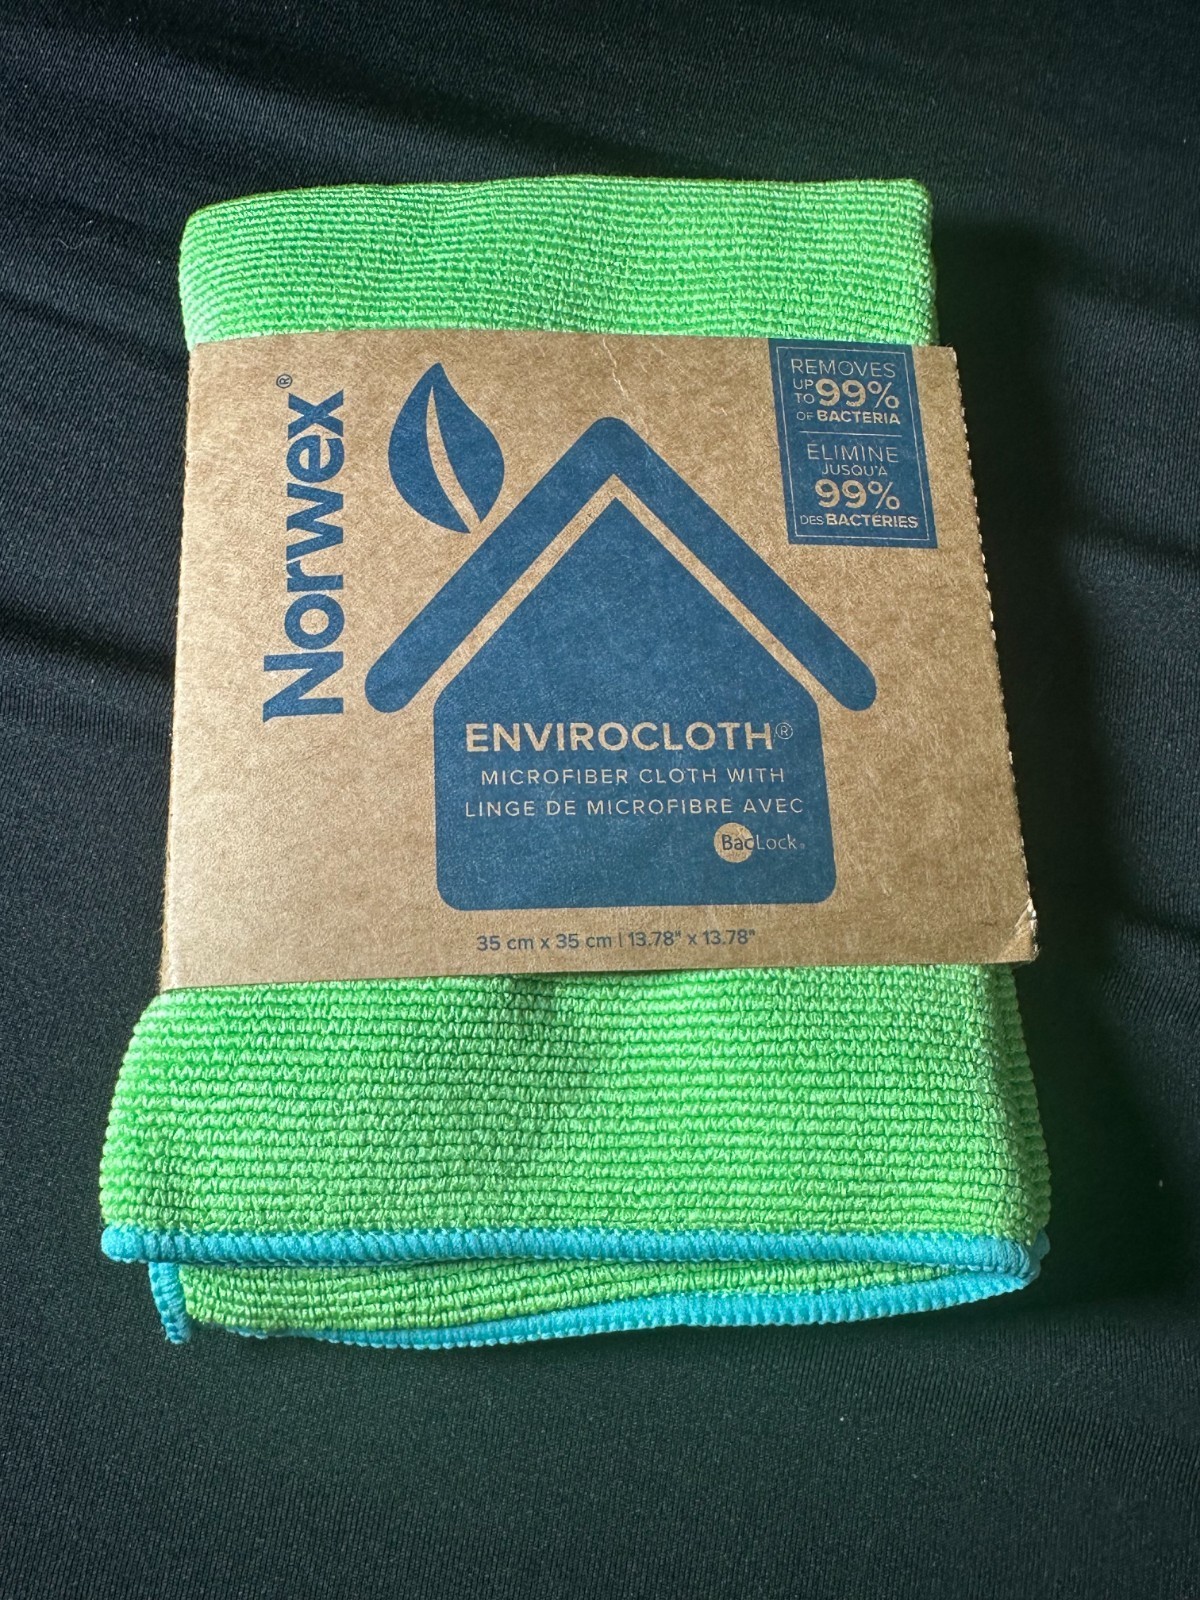 Norwex®
REMOVES
UP
TO 99%
OF BACTERIA
ELIMINE
JUSQU'À
99%
DES BACTÉRIES
ENVIROCLOTH®
MICROFIBER CLOTH WITH
LINGE DE MICROFIBRE AVEC
BacLock®
35 cm x 35 cm | 13.78" x 13.78"